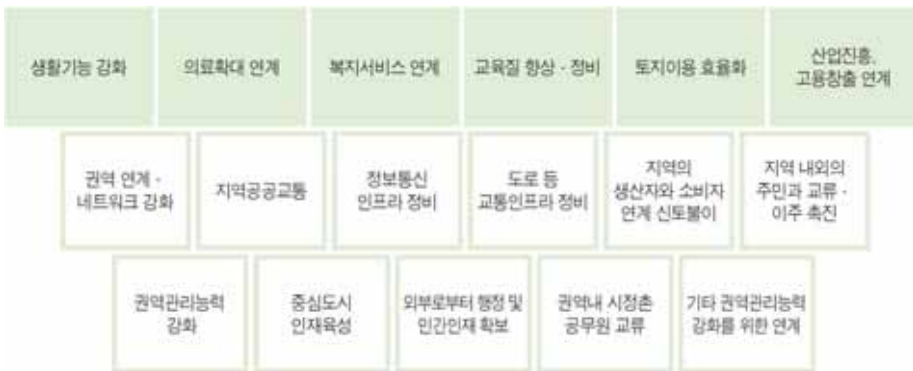 생활기능 강화
의료확대 연계
복지서비스 연계
교육질 향상 · 정비
토지이용 효율화
산업진흥,
고용창출 연계
권역 연계 ·
네트워크 강화
지역공공교통
정보통신
인프라 정비
도로 등
교통인프라 정비
지역의
생산자와 소비자
연계 신토불이
지역 내외의
주민과 교류 ·
이주 촉진
권역관리능력
강화
중심도시
인재육성
외부로부터 행정 및
민간인재 확보
권역내 시정촌
공무원 교류
기타 권역관리능력
강화를 위한 연계